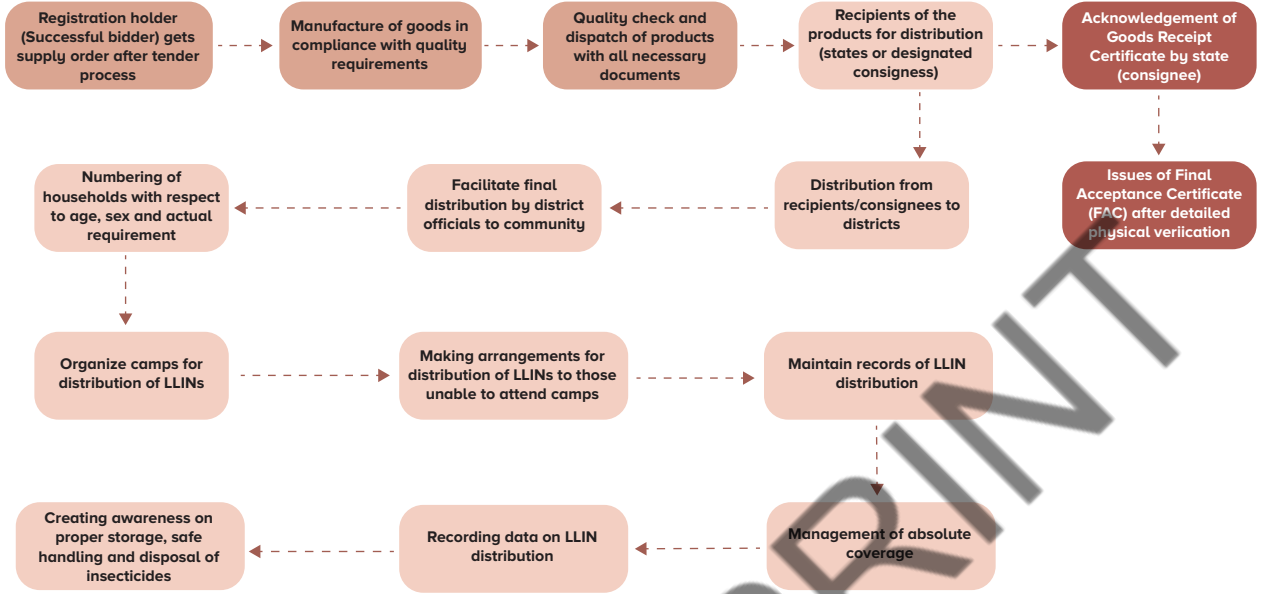 Registration holder
(Successful bidder) gets
supply order after tender
process
Manufacture of goods in
compliance with quality
requirements
Quality check and
dispatch of products
with all necessary
documents
Recipients of the
products for distribution
(states or designated
consigness)
Acknowledgement of
Goods Receipt
Certificate by state
(consignee)
Issues of Final
Acceptance Certificate
(FAC) after detailed
physical veriication
Distribution from
recipients/consignees to
districts
Facilitate final
distribution by district
officials to community
Numbering of
households with respect
to age, sex and actual
requirement
Organize camps for
distribution of LLINs
Making arrangements for
distribution of LLINs to those
unable to attend camps
Maintain records of LLIN
distribution
Management of absolute
coverage
Recording data on LLIN
distribution
Creating awareness on
proper storage, safe
handling and disposal of
insecticides
RINT